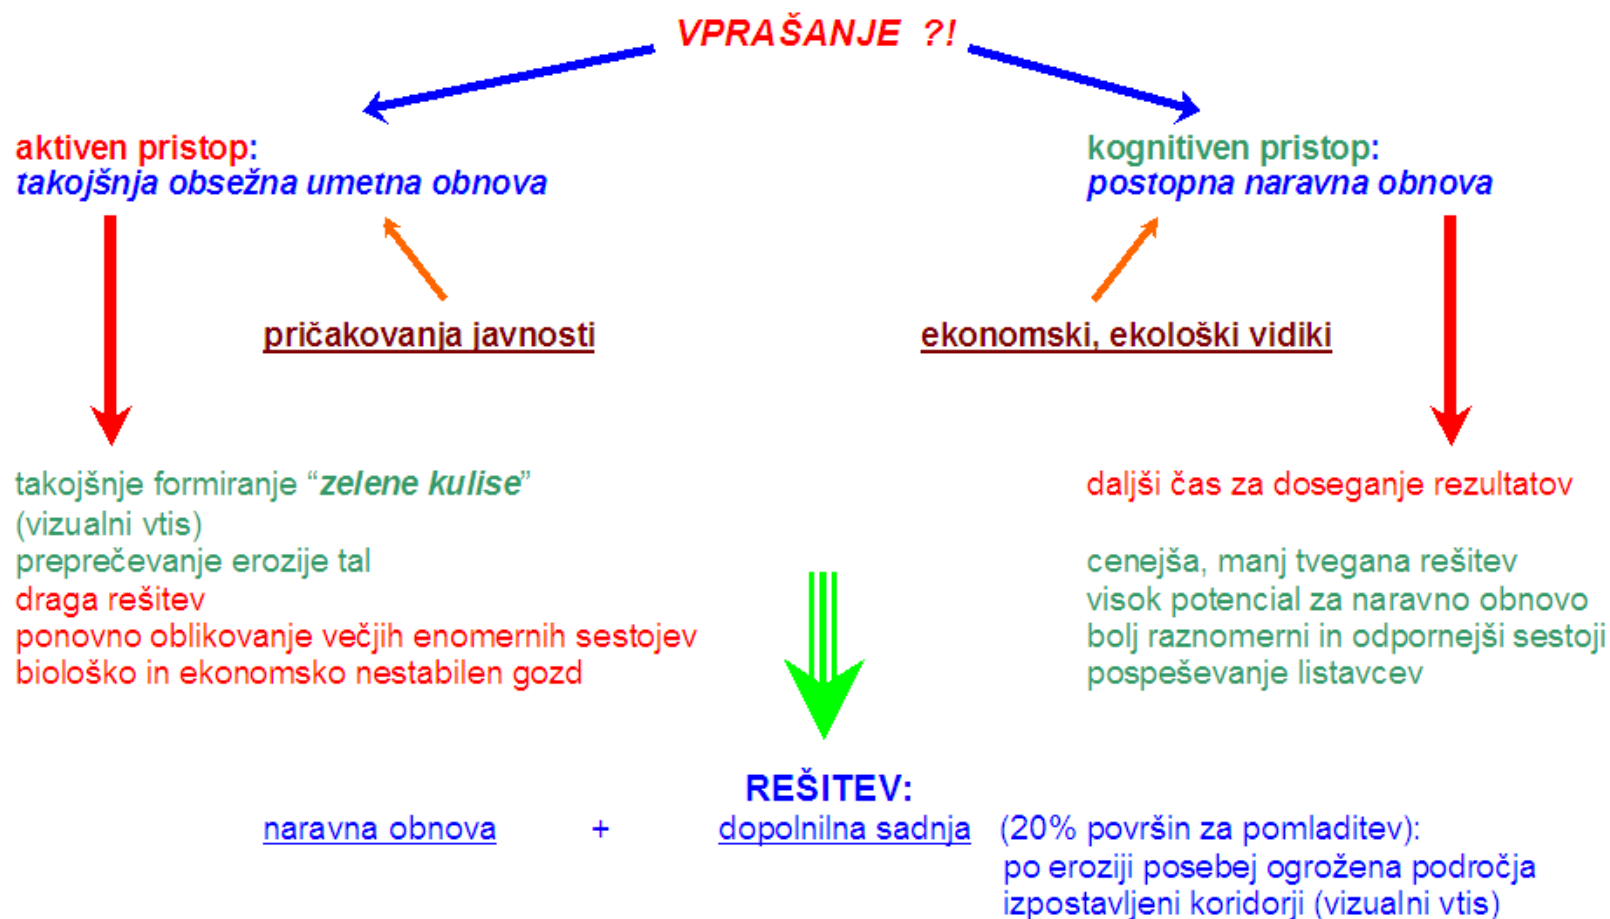 VPRAŠANJE ?!
aktiven pristop:
takojšnja obsežna umetna obnova
kognitiven pristop:
postopna naravna obnova
pričakovanja javnosti
ekonomski, ekološki vidiki
takojšnje formiranje “zelene kulise”
(vizualni vtis)
preprečevanje erozije tal
draga rešitev
ponovno oblikovanje večjih enomernih sestojev
biološko in ekonomsko nestabilen gozd
daljši čas za doseganje rezultatov
cenejša, manj tvegana rešitev
visok potencial za naravno obnovo
bolj raznomerni in odpornejši sestoji
pospeševanje listavcev
REŠITEV:
naravna obnova + dopolnilna sadnja (20% površin za pomladitev):
po eroziji posebej ogrožena področja
izpostavljeni koridorji (vizualni vtis)